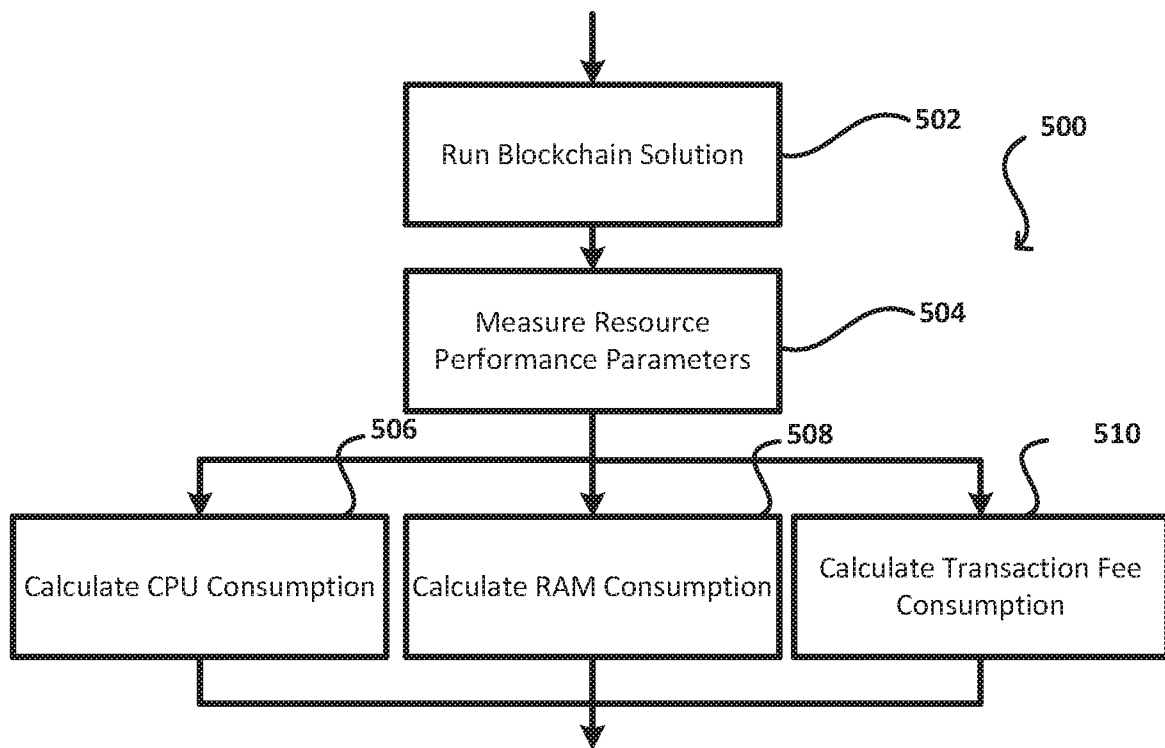 Run Blockchain Solution
502
500
Measure Resource
Performance Parameters
504
506
508
510
Calculate CPU Consumption
Calculate RAM Consumption
Calculate Transaction Fee
Consumption